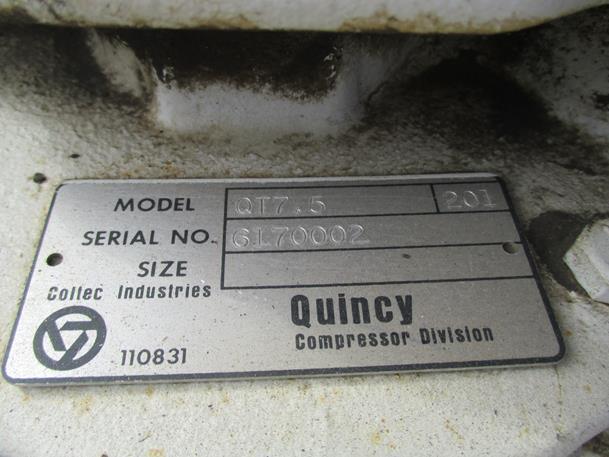 MODEL QT7.5 201
SERIAL NO. 6170002
SIZE
Coltec Industries
Quincy
Compressor Division
110831